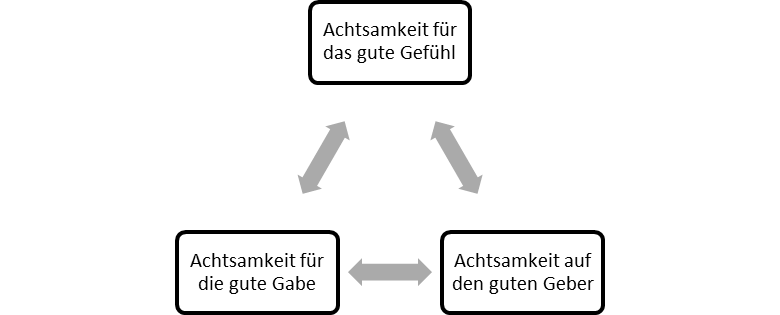 Achtsamkeit für
das gute Gefühl
Achtsamkeit für
die gute Gabe
Achtsamkeit auf
den guten Geber